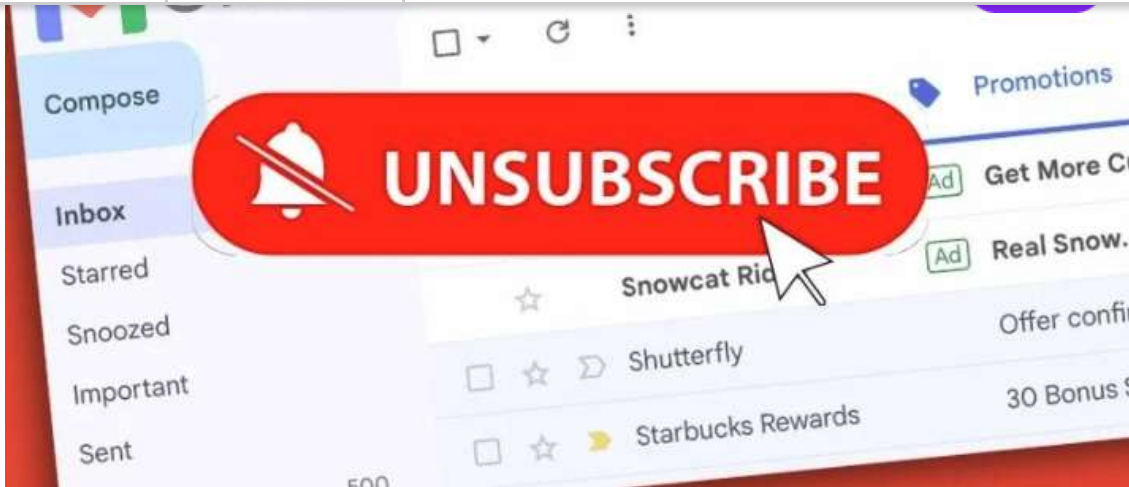 Compose
Promotions
UNSUBSCRIBE
Ad Get More
Inbox
Ad Real Snow.
Starred
Snowcat
Snoozed
Offer
Shutterfly
Important
30 Bonus
Starbucks Rewards
Sent
500